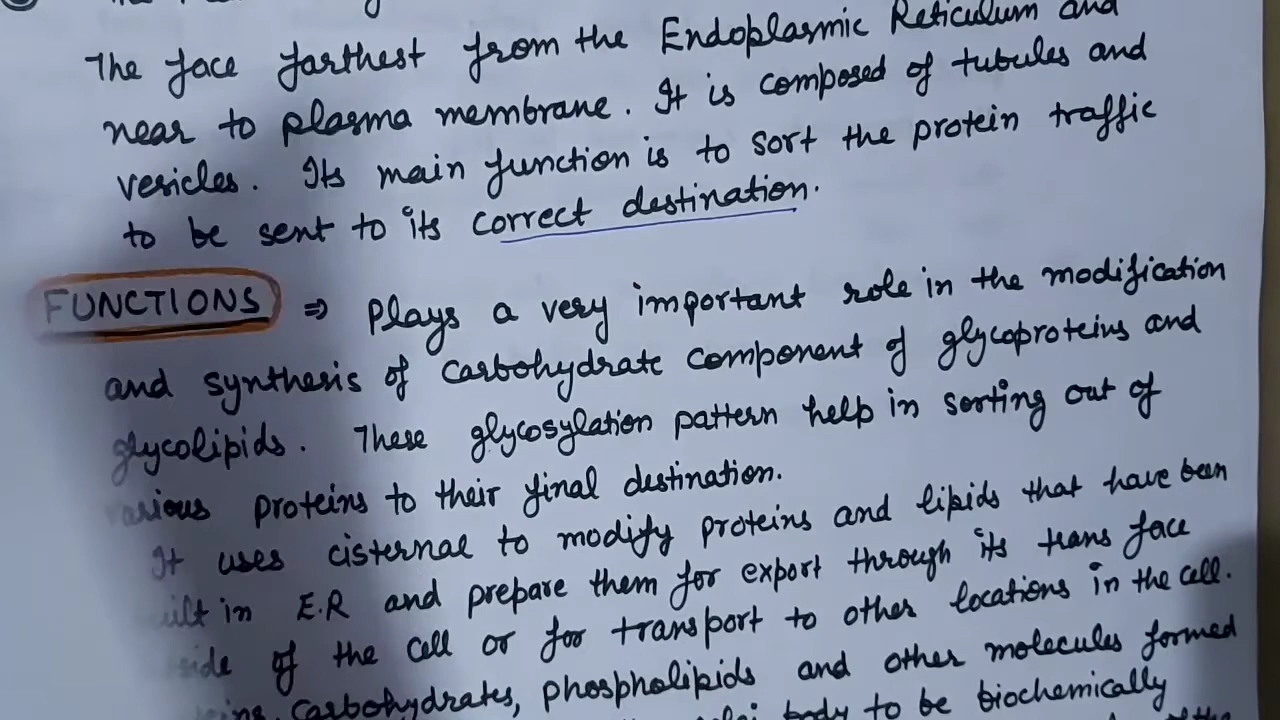 The face farthest from the Endoplasmic Reticulum and
near to plasma membrane. It is composed of tubules and
vesicles. Its main function is to sort the protein traffic
to be sent to its correct destination.
FUNCTIONS ⇒ Plays a very important role in the modification
and synthesis of carbohydrate component of glycoproteins and
glycolipids. These glycosylation pattern help in sorting out of
various proteins to their final destination.
It uses cisternae to modify proteins and lipids that have been
built in E.R and prepare them for export through its trans face
side of the cell or for transport to other locations in the cell.
carbohydrates, phospholipids and other molecules formed
body to be biochemically